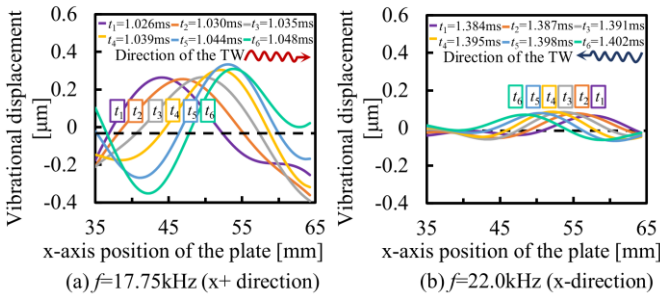 (a)
t1=1.026ms t2=1.030ms t3=1.035ms
t4=1.039ms t5=1.044ms t6=1.048ms
Direction of the TW
Vibrational displacement
[μm]
0.6
0.4
0.2
0
-0.2
-0.4
t1 t2 t3 t4 t5 t6
35 45 55 65
x-axis position of the plate [mm]
(a) f=17.75kHz (x+ direction)
(b)
t1=1.384ms t2=1.387ms t3=1.391ms
t4=1.395ms t5=1.398ms t6=1.402ms
Direction of the TW
Vibrational displacement
[μm]
0.6
0.4
0.2
0
-0.2
-0.4
t6 t5 t4 t3 t2 t1
35 45 55 65
x-axis position of the plate [mm]
(b) f=22.0kHz (x-direction)